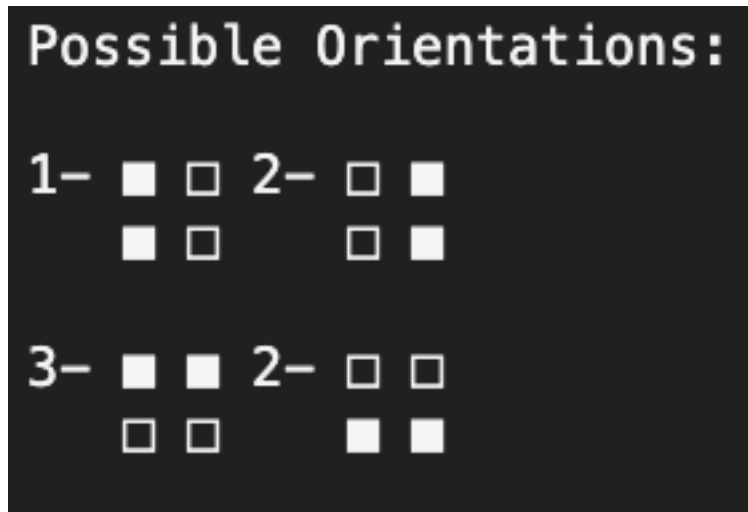 Possible Orientations:
1- ■ □ 2- □ ■
■ □ □ ■
3- ■ ■ 2- □ □
□ □ ■ ■